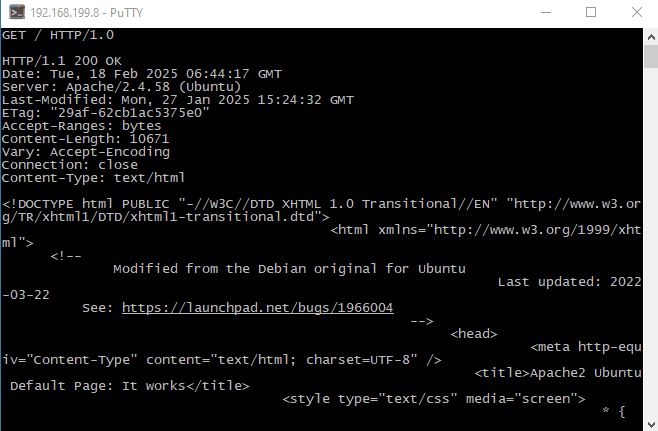 192.168.199.8 - PuTTY
GET / HTTP/1.0
HTTP/1.1 200 OK
Date: Tue, 18 Feb 2025 06:44:17 GMT
Server: Apache/2.4.58 (Ubuntu)
Last-Modified: Mon, 27 Jan 2025 15:24:32 GMT
ETag: "29af-62cb1ac5375e0"
Accept-Ranges: bytes
Content-Length: 10671
Vary: Accept-Encoding
Connection: close
Content-Type: text/html
<!DOCTYPE html PUBLIC "-//W3C//DTD XHTML 1.0 Transitional//EN" "http://www.w3.or
g/TR/xhtml1/DTD/xhtml1-transitional.dtd">
<html xmlns="http://www.w3.org/1999/xht
ml">
<!--
Modified from the Debian original for Ubuntu
Last updated: 2022
-03-22
See: https://launchpad.net/bugs/1966004
-->
<head>
<meta http-equ
iv="Content-Type" content="text/html; charset=UTF-8" />
<title>Apache2 Ubuntu
Default Page: It works</title>
<style type="text/css" media="screen">
* {